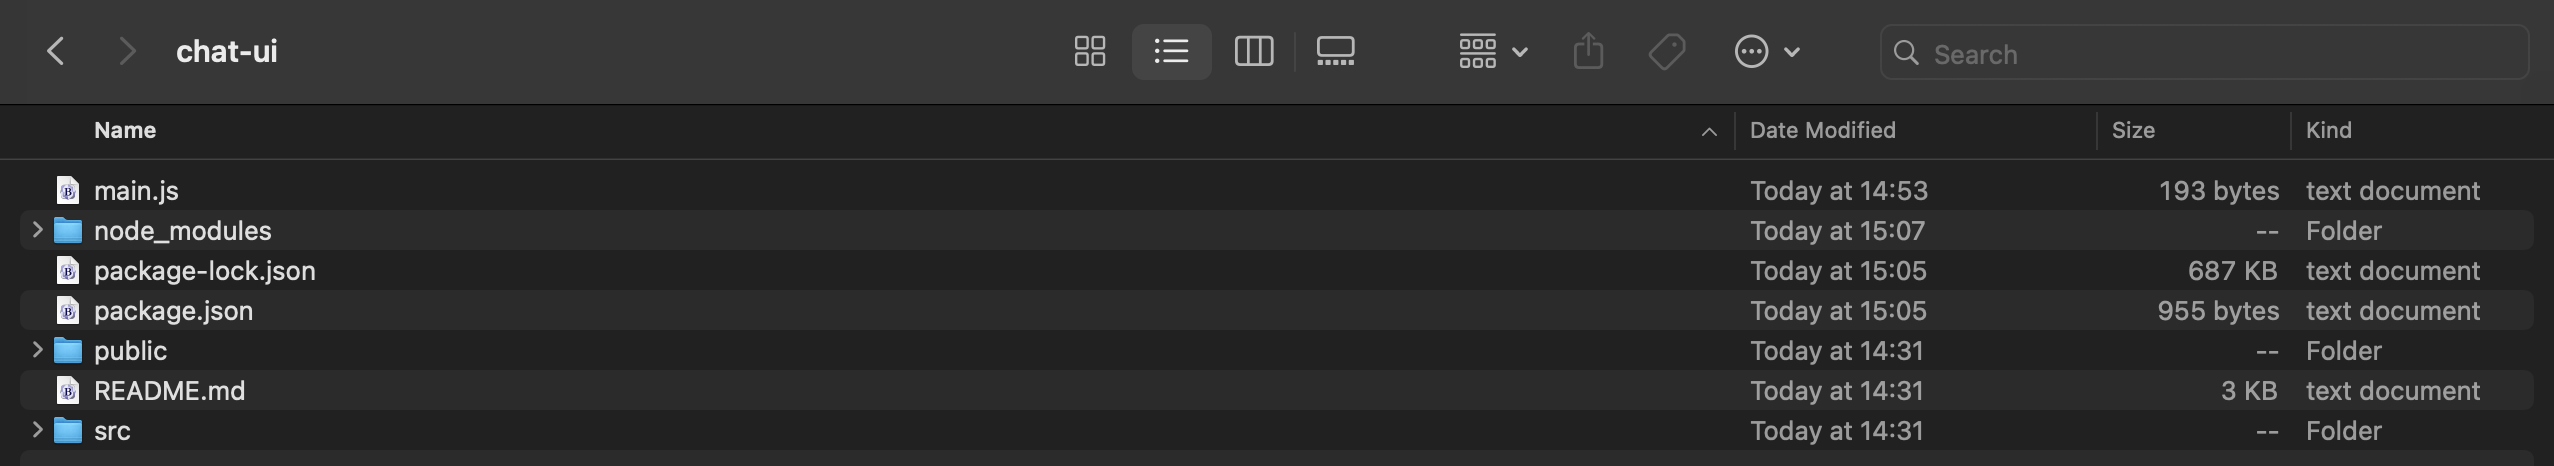 chat-ui
Search
Name Date Modified Size Kind
main.js Today at 14:53 193 bytes text document
node_modules Today at 15:07 -- Folder
package-lock.json Today at 15:05 687 KB text document
package.json Today at 15:05 955 bytes text document
public Today at 14:31 -- Folder
README.md Today at 14:31 3 KB text document
src Today at 14:31 -- Folder